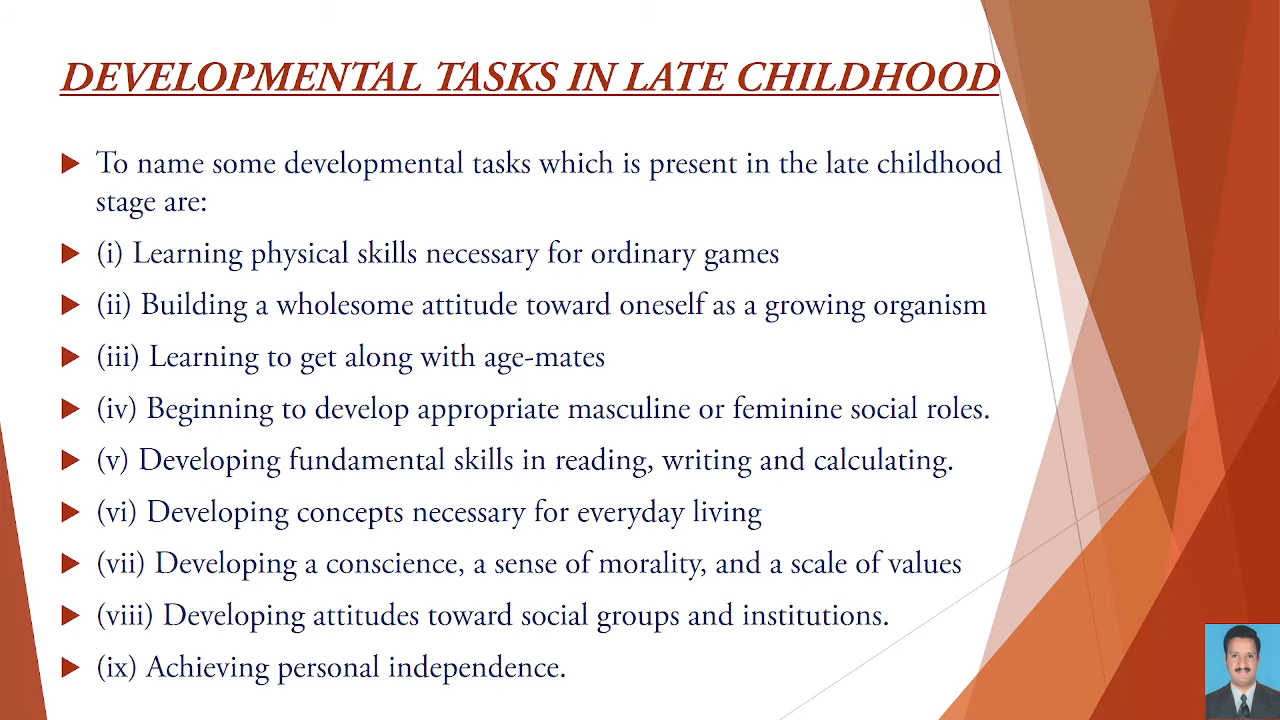 DEVELOPMENTAL TASKS IN LATE CHILDHOOD
To name some developmental tasks which is present in the late childhood
stage are:
(i) Learning physical skills necessary for ordinary games
(ii) Building a wholesome attitude toward oneself as a growing organism
(iii) Learning to get along with age-mates
(iv) Beginning to develop appropriate masculine or feminine social roles.
(v) Developing fundamental skills in reading, writing and calculating.
(vi) Developing concepts necessary for everyday living
(vii) Developing a conscience, a sense of morality, and a scale of values
(viii) Developing attitudes toward social groups and institutions.
(ix) Achieving personal independence.